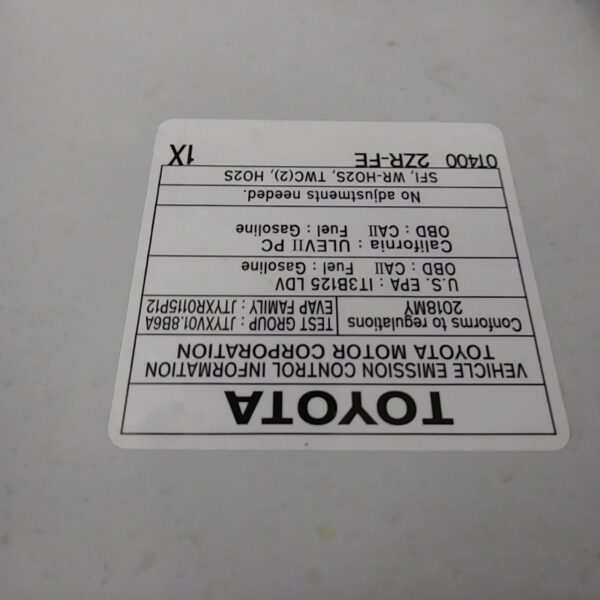 TOYOTA
VEHICLE EMISSION CONTROL INFORMATION
TOYOTA MOTOR CORPORATION
Conforms to regulations
2018MY
TEST GROUP : JTYXV01.8B6A
EVAP FAMILY : JTYXR0115P12
U.S. EPA : IT3B125 LDV
OBD : CAII Fuel : Gasoline
California : ULEVII PC
OBD : CAII Fuel : Gasoline
No adjustments needed.
SFI, WR-HO2S, TWC(2), HO2S
01400 2ZR-FE 1X